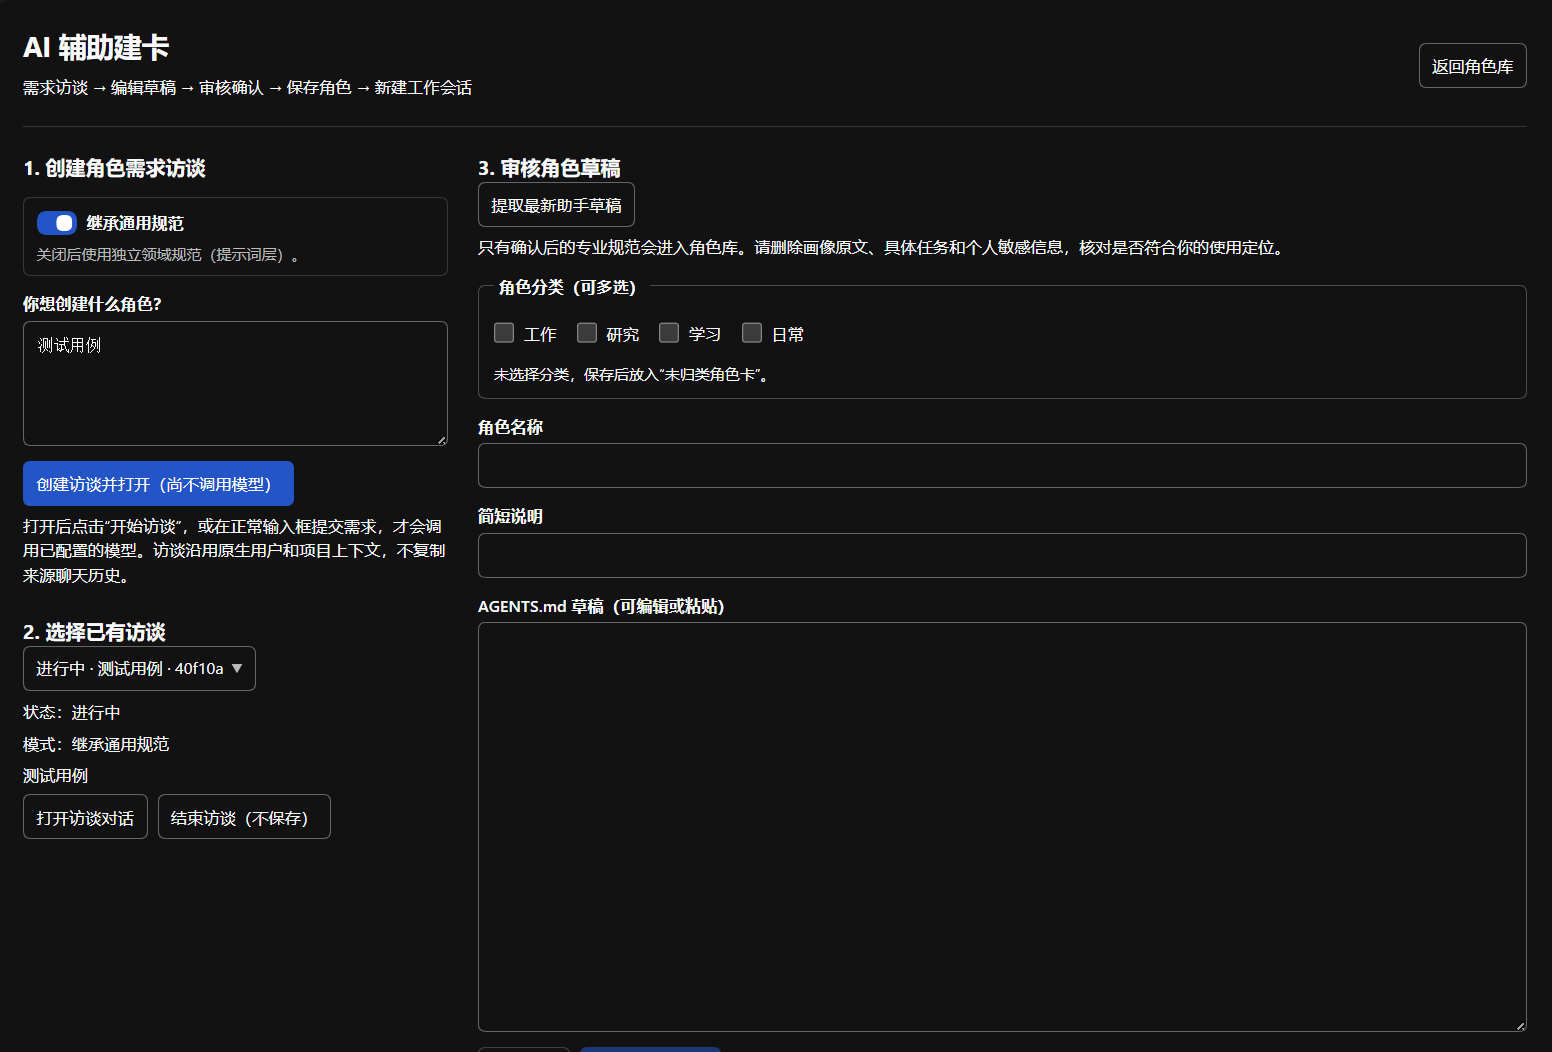 AI 辅助建卡
需求访谈 → 编辑草稿 → 审核确认 → 保存角色 → 新建工作会话
返回角色库
1. 创建角色需求访谈
继承通用规范
关闭后使用独立领域规范（提示词层）。
你想创建什么角色?
测试用例
创建访谈并打开（尚不调用模型）
打开后点击“开始访谈”，或在正常输入框提交需求，才会调
用已配置的模型。访谈沿用原生用户和项目上下文，不复制
来源聊天历史。
2. 选择已有访谈
进行中 · 测试用例 · 40f10a ▼
状态：进行中
模式：继承通用规范
测试用例
打开访谈对话
结束访谈（不保存）
3. 审核角色草稿
提取最新助手草稿
只有确认后的专业规范会进入角色库。请删除画像原文、具体任务和个人敏感信息，核对是否符合你的使用定位。
角色分类（可多选）
工作 研究 学习 日常
未选择分类，保存后放入“未归类角色卡”。
角色名称
简短说明
AGENTS.md 草稿（可编辑或粘贴）